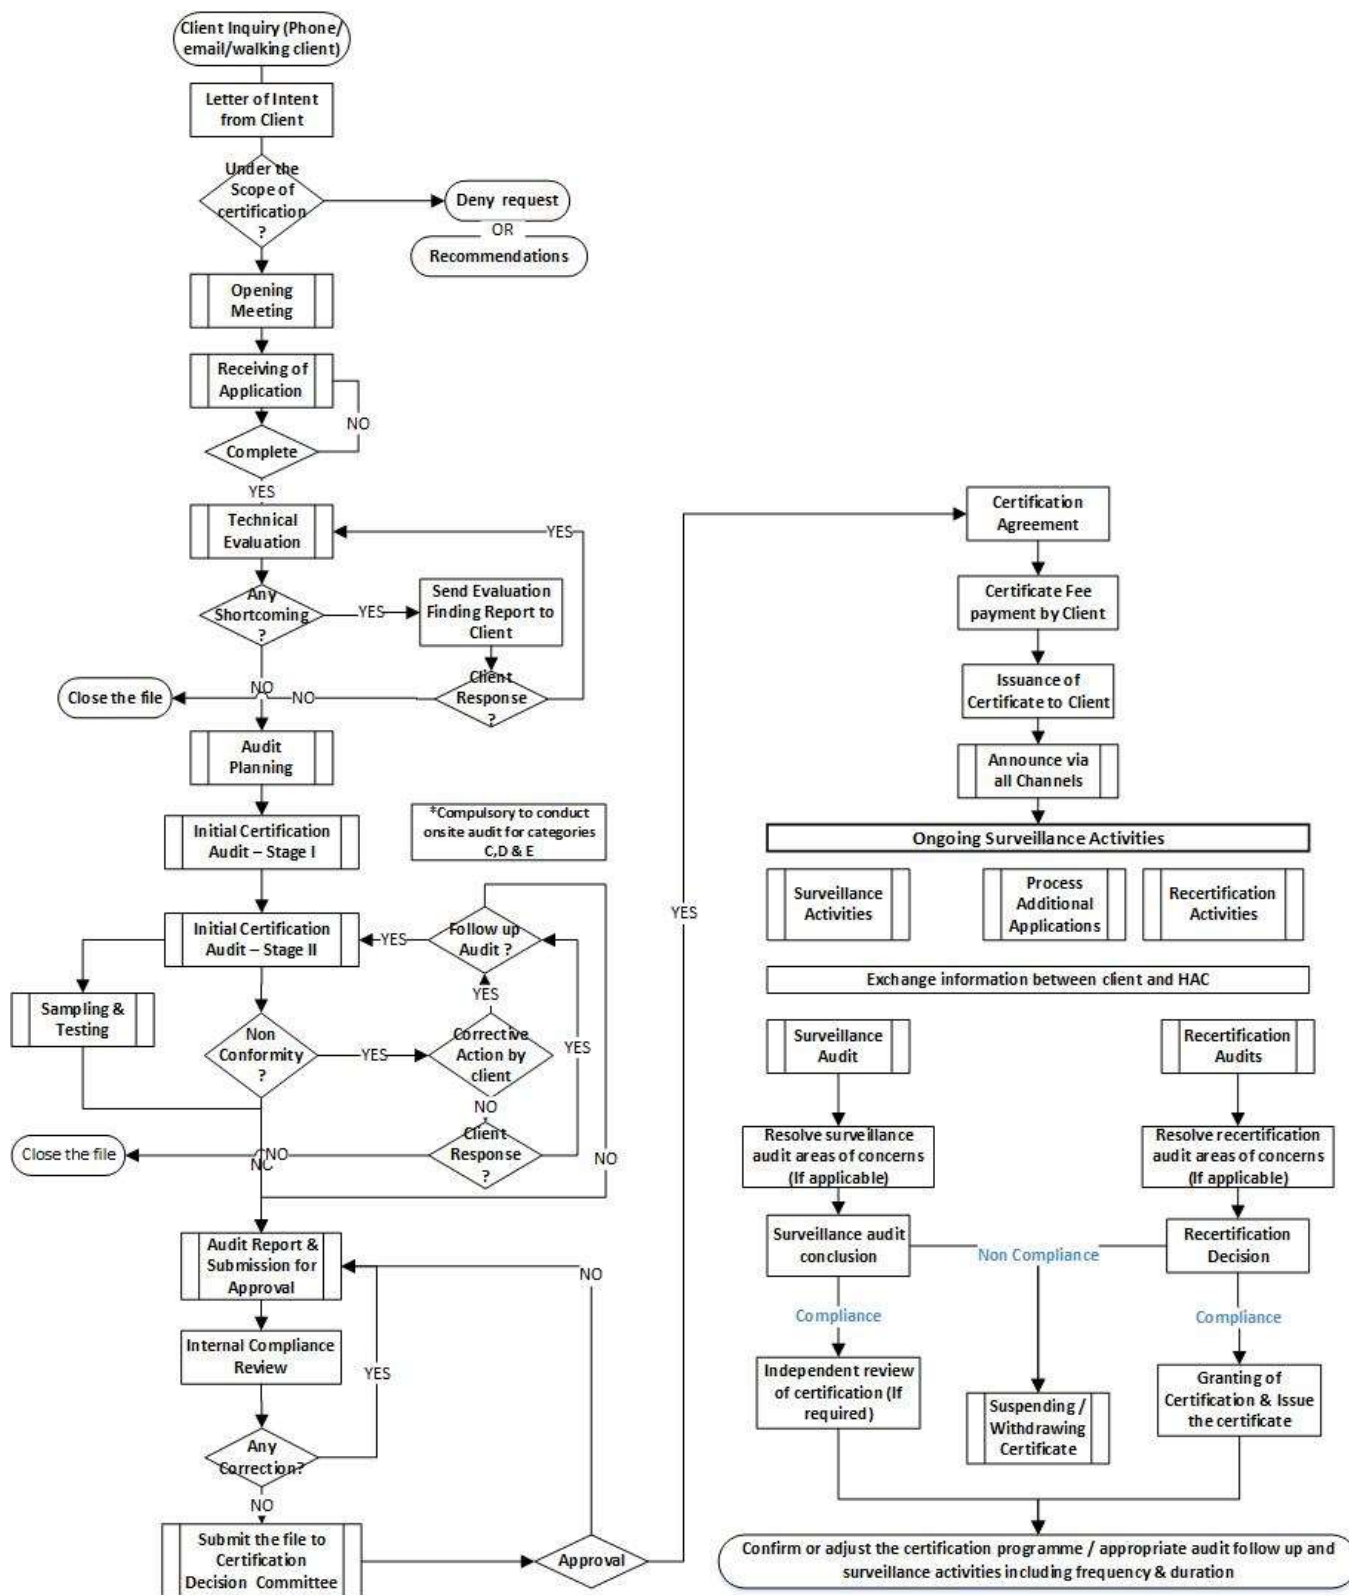 Client Inquiry (Phone/
email/walking client)
Letter of Intent
from Client
Under the
Scope of
certification
?
Deny request
OR
Recommendations
Opening
Meeting
Receiving of
Application
NO
Complete
YES
Technical
Evaluation
YES
Any
Shortcoming
?
YES
Send Evaluation
Finding Report to
Client
Client
Response
?
NO
NO
Close the file
Audit
Planning
Initial Certification
Audit – Stage I
*Compulsory to conduct
onsite audit for categories
C,D & E
Initial Certification
Audit – Stage II
YES
Follow up
Audit ?
YES
Sampling &
Testing
Non
Conformity
?
YES
Corrective
Action by
client
YES
NO
Client
Response
?
Close the file
NO
NO
NO
Audit Report &
Submission for
Approval
NO
Internal Compliance
Review
YES
Any
Correction?
NO
Submit the file to
Certification
Decision Committee
Approval
YES
Certification
Agreement
Certificate Fee
payment by Client
Issuance of
Certificate to Client
Announce via
all Channels
Ongoing Surveillance Activities
Surveillance
Activities
Process
Additional
Applications
Recertification
Activities
Exchange information between client and HAC
Surveillance
Audit
Recertification
Audits
Resolve surveillance
audit areas of concerns
(If applicable)
Resolve recertification
audit areas of concerns
(If applicable)
Surveillance audit
conclusion
Non Compliance
Recertification
Decision
Compliance
Compliance
Independent review
of certification (If
required)
Suspending /
Withdrawing
Certificate
Granting of
Certification & Issue
the certificate
Confirm or adjust the certification programme / appropriate audit follow up and
surveillance activities including frequency & duration